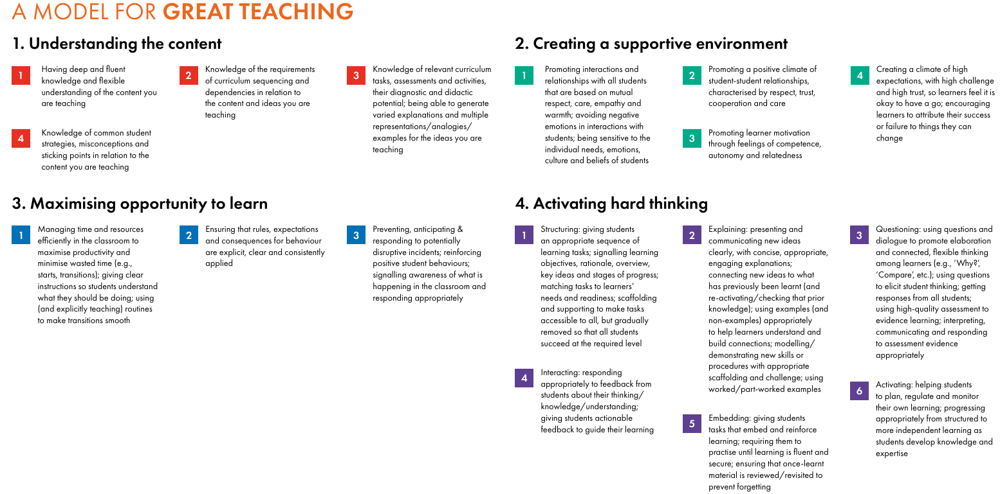 A MODEL FOR GREAT TEACHING
1. Understanding the content
1
Having deep and fluent
knowledge and flexible
understanding of the content you
are teaching
2
Knowledge of the requirements
of curriculum sequencing and
dependencies in relation to
the content and ideas you are
teaching
3
Knowledge of relevant curriculum
tasks, assessments and activities,
their diagnostic and didactic
potential; being able to generate
varied explanations and multiple
representations/analogies/
examples for the ideas you are
teaching
4
Knowledge of common student
strategies, misconceptions and
sticking points in relation to the
content you are teaching
2. Creating a supportive environment
1
Promoting interactions and
relationships with all students
that are based on mutual
respect, care, empathy and
warmth; avoiding negative
emotions in interactions with
students; being sensitive to the
individual needs, emotions,
culture and beliefs of students
2
Promoting a positive climate of
student-student relationships,
characterised by respect, trust,
cooperation and care
3
Promoting learner motivation
through feelings of competence,
autonomy and relatedness
4
Creating a climate of high
expectations, with high challenge
and high trust, so learners feel it is
okay to have a go; encouraging
learners to attribute their success
or failure to things they can
change
3. Maximising opportunity to learn
1
Managing time and resources
efficiently in the classroom to
maximise productivity and
minimise wasted time (e.g.,
starts, transitions); giving clear
instructions so students understand
what they should be doing; using
(and explicitly teaching) routines
to make transitions smooth
2
Ensuring that rules, expectations
and consequences for behaviour
are explicit, clear and consistently
applied
3
Preventing, anticipating &
responding to potentially
disruptive incidents; reinforcing
positive student behaviours;
signalling awareness of what is
happening in the classroom and
responding appropriately
4. Activating hard thinking
1
Structuring: giving students
an appropriate sequence of
learning tasks; signalling learning
objectives, rationale, overview,
key ideas and stages of progress;
matching tasks to learners’
needs and readiness; scaffolding
and supporting to make tasks
accessible to all, but gradually
removed so that all students
succeed at the required level
2
Explaining: presenting and
communicating new ideas
clearly, with concise, appropriate,
engaging explanations;
connecting new ideas to what
has previously been learnt (and
re-activating/checking that prior
knowledge); using examples (and
non-examples) appropriately
to help learners understand and
build connections; modelling/
demonstrating new skills or
procedures with appropriate
scaffolding and challenge; using
worked/part-worked examples
3
Questioning: using questions and
dialogue to promote elaboration
and connected, flexible thinking
among learners (e.g., ‘Why?’,
‘Compare’, etc.); using questions
to elicit student thinking; getting
responses from all students;
using high-quality assessment to
evidence learning; interpreting,
communicating and responding
to assessment evidence
appropriately
4
Interacting: responding
appropriately to feedback from
students about their thinking/
knowledge/understanding;
giving students actionable
feedback to guide their learning
5
Embedding: giving students
tasks that embed and reinforce
learning; requiring them to
practise until learning is fluent and
secure; ensuring that once-learnt
material is reviewed/revisited to
prevent forgetting
6
Activating: helping students
to plan, regulate and monitor
their own learning; progressing
appropriately from structured to
more independent learning as
students develop knowledge and
expertise